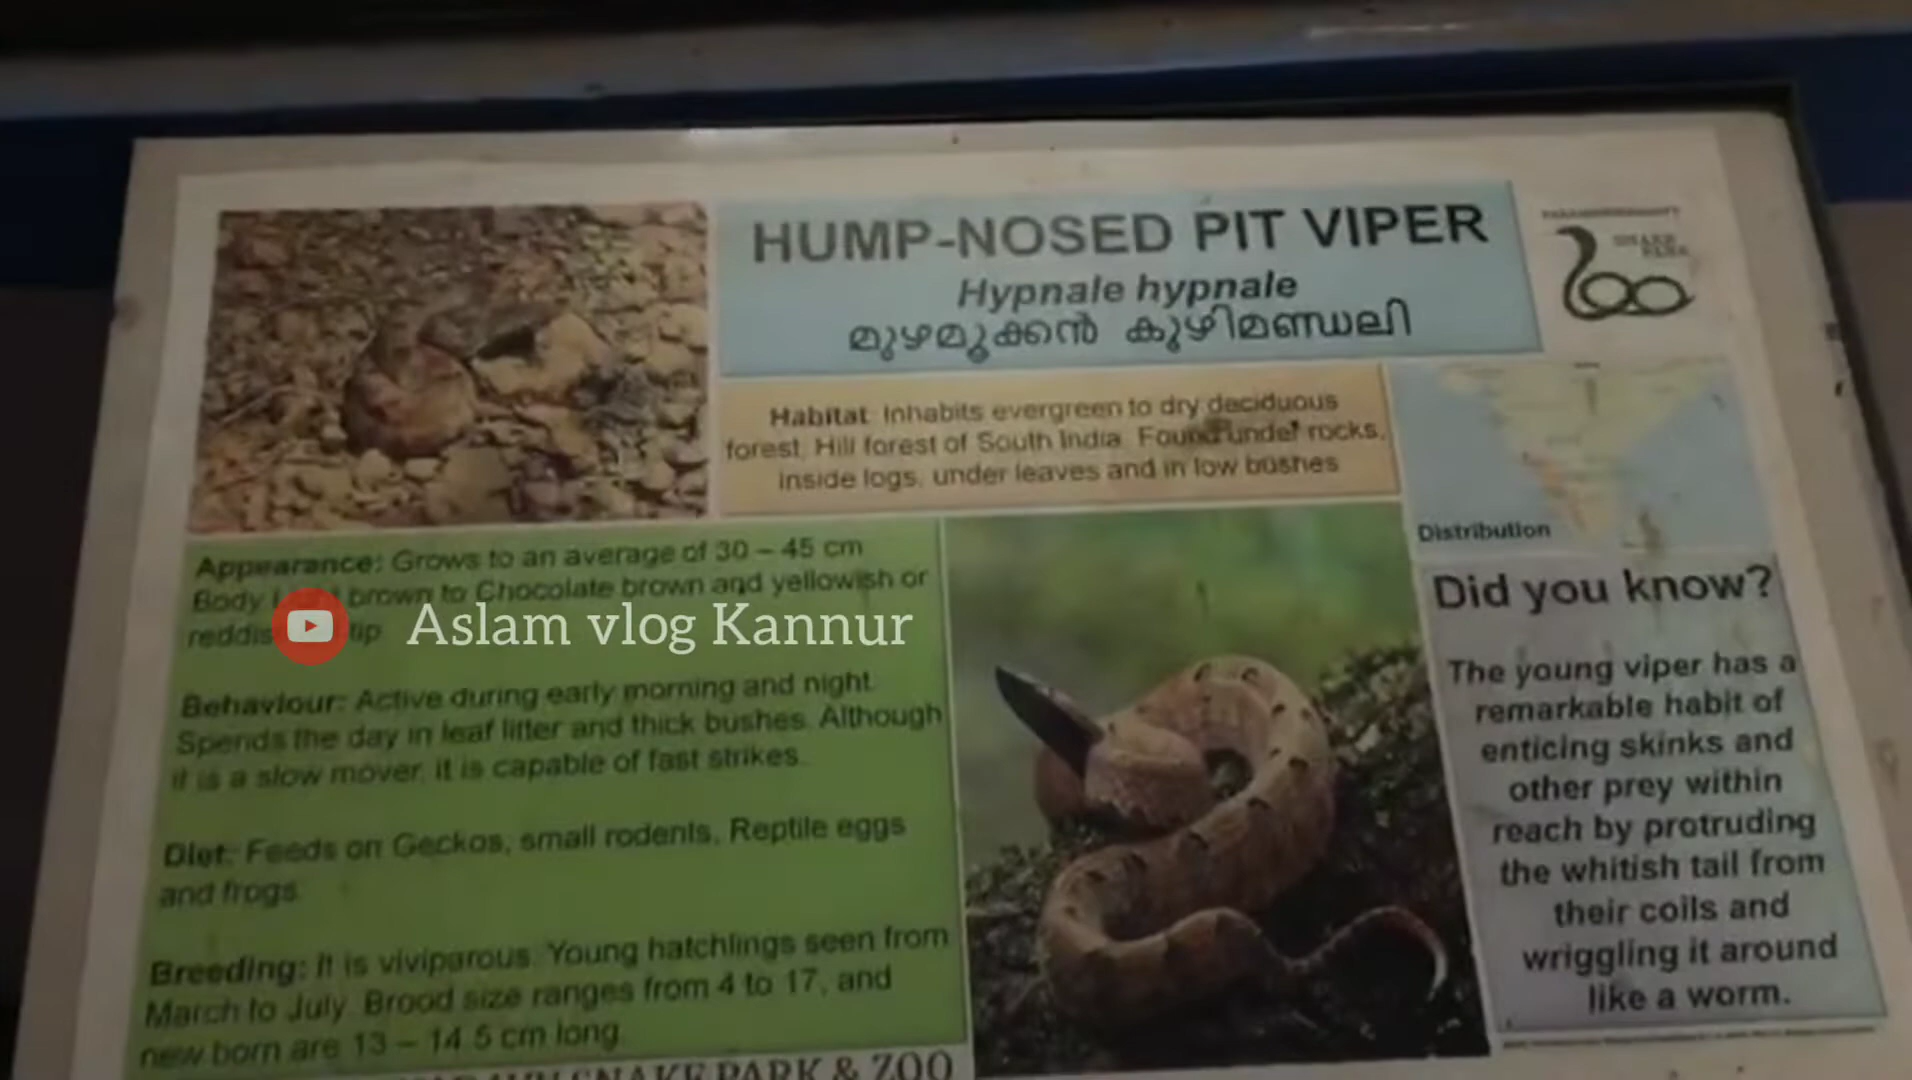 HUMP-NOSED PIT VIPER
Hypnale hypnale
മുഴമൂക്കൻ കുഴിമണ്ഡലി
SNAKE
PARK
Habitat: Inhabits evergreen to dry deciduous
forest, Hill forest of South India. Found under rocks,
inside logs, under leaves and in low bushes
Distribution
Appearance: Grows to an average of 30 – 45 cm
Body brown to Chocolate brown and yellowish or
tip
Aslam vlog Kannur
Behaviour: Active during early morning and night.
Spends the day in leaf litter and thick bushes. Although
it is a slow mover, it is capable of fast strikes.
Diet: Feeds on Geckos, small rodents, Reptile eggs
and frogs.
Breeding: It is viviparous. Young hatchlings seen from
March to July. Brood size ranges from 4 to 17, and
new born are 13 – 14.5 cm long.
SNAKE PARK & ZOO
Did you know?
The young viper has a
remarkable habit of
enticing skinks and
other prey within
reach by protruding
the whitish tail from
their coils and
wriggling it around
like a worm.